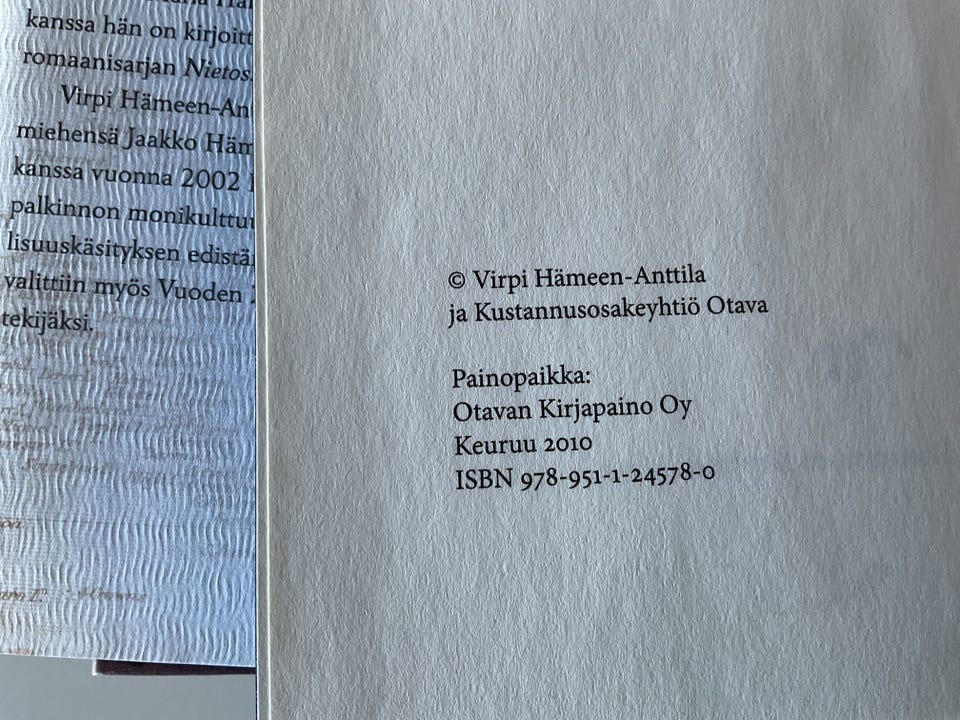 kanssa hän on kirjoitt
romaanisarjan Nietos
Virpi Hämeen-An
miehensä Jaakko Häm
kanssa vuonna 2002
palkinnon monikulttuu
lisuuskäsityksen edistä
valittiin myös Vuoden
tekijäksi.
© Virpi Hämeen-Anttila
ja Kustannusosakeyhtiö Otava
Painopaikka:
Otavan Kirjapaino Oy
Keuruu 2010
ISBN 978-951-1-24578-0